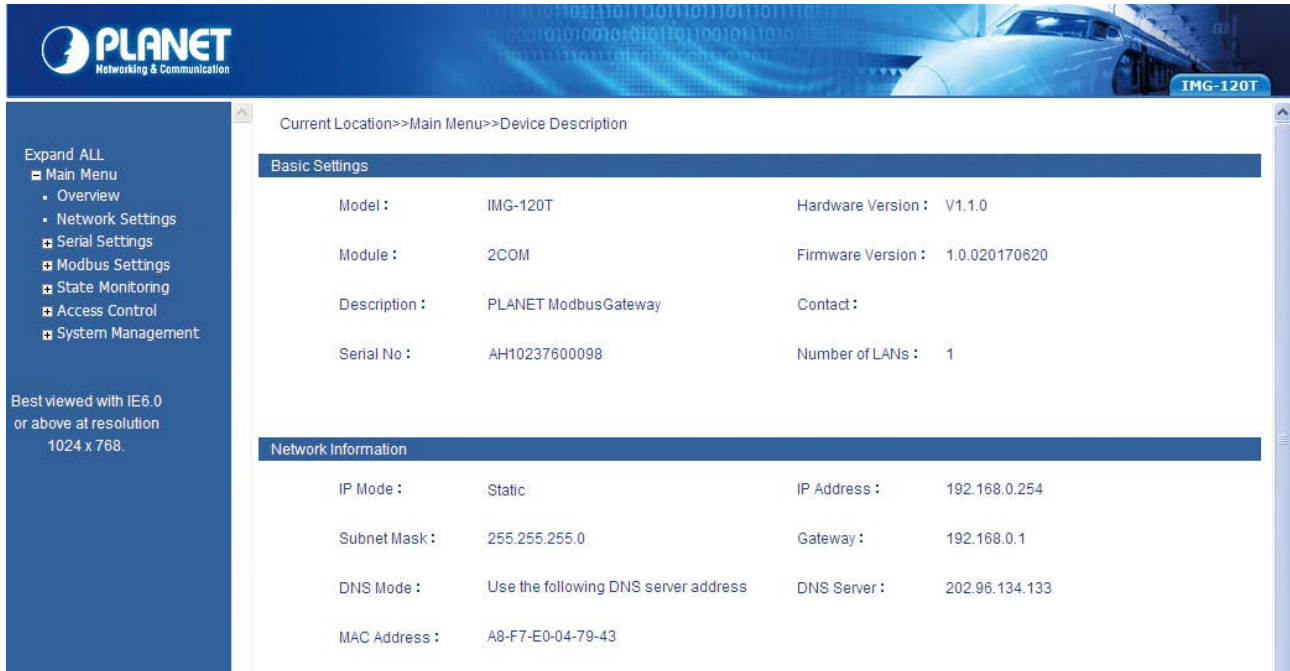 PLANET
Networking & Communication
IMG-120T
Expand ALL
Main Menu
Overview
Network Settings
Serial Settings
Modbus Settings
State Monitoring
Access Control
System Management
Best viewed with IE6.0
or above at resolution
1024 x 768.
Current Location>>Main Menu>>Device Description
Basic Settings
Model : IMG-120T Hardware Version : V1.1.0
Module : 2COM Firmware Version : 1.0.020170620
Description : PLANET ModbusGateway Contact :
Serial No : AH10237600098 Number of LANs : 1
Network Information
IP Mode : Static IP Address : 192.168.0.254
Subnet Mask : 255.255.255.0 Gateway : 192.168.0.1
DNS Mode : Use the following DNS server address DNS Server : 202.96.134.133
MAC Address : A8-F7-E0-04-79-43